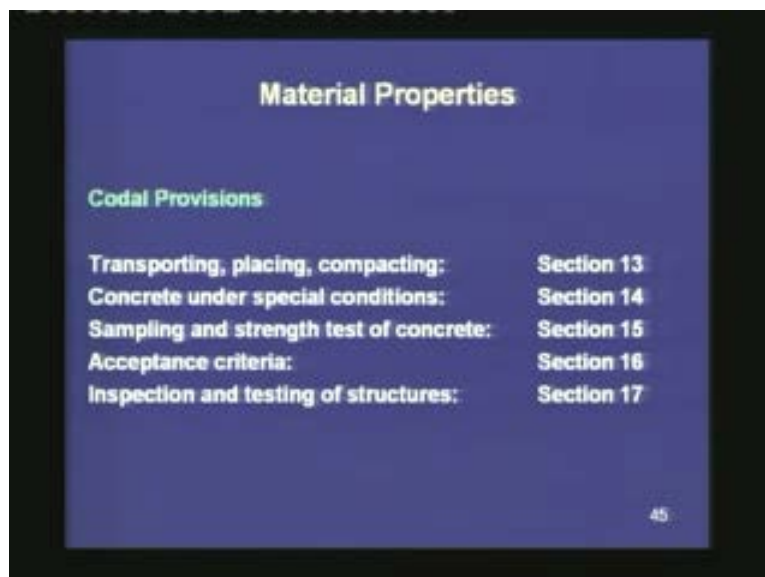 Material Properties
Codal Provisions
Transporting, placing, compacting: Section 13
Concrete under special conditions: Section 14
Sampling and strength test of concrete: Section 15
Acceptance criteria: Section 16
Inspection and testing of structures: Section 17
45